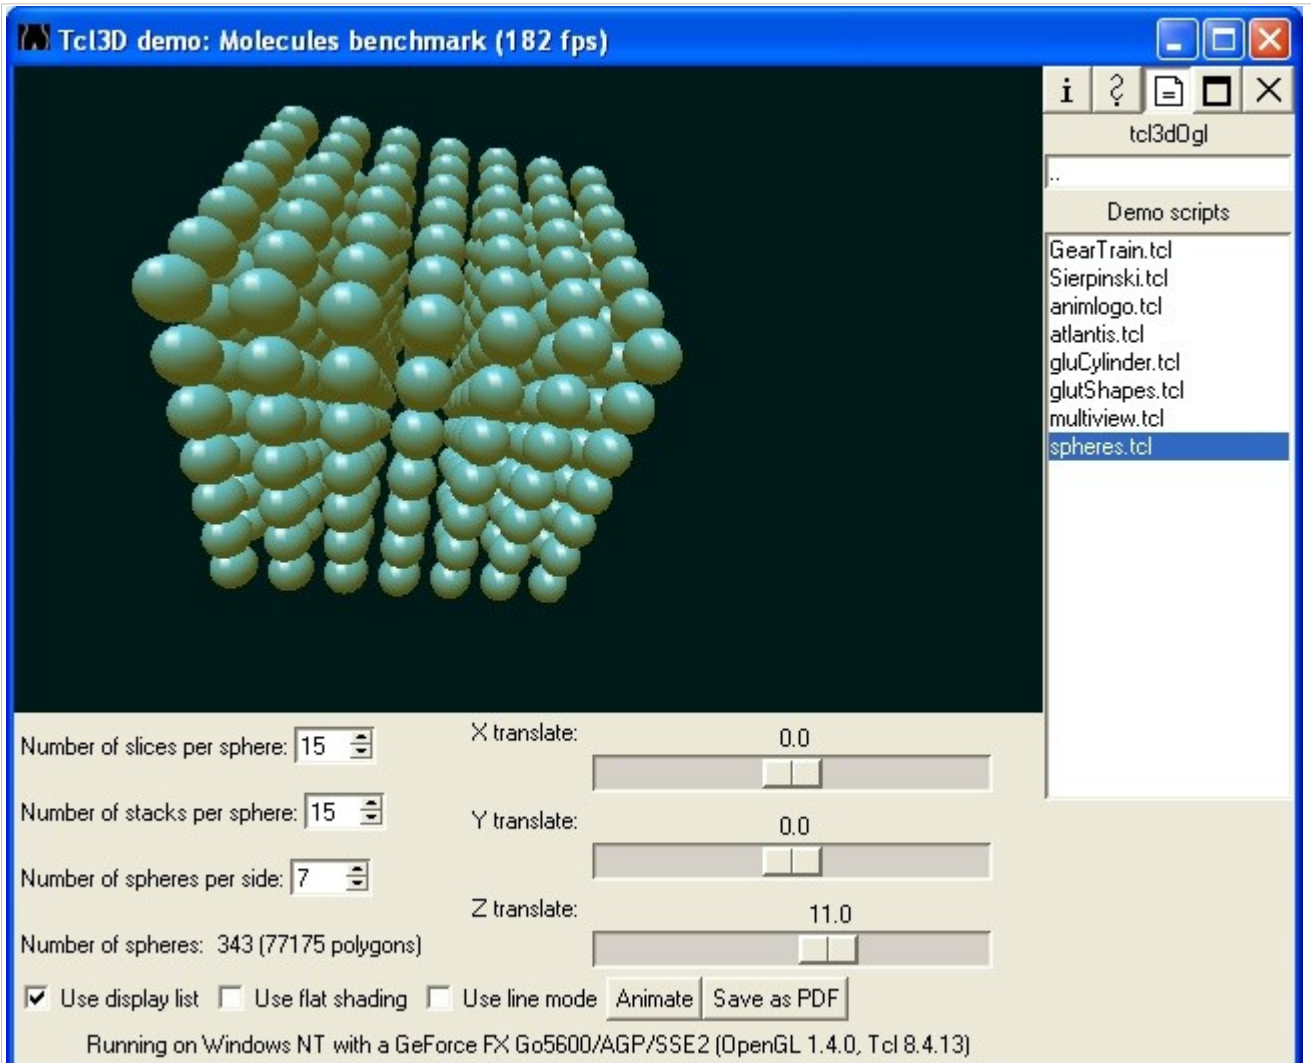 Tcl3D demo: Molecules benchmark (182 fps)
i ? X
tcl3dOgl
..
Demo scripts
GearTrain.tcl
Sierpinski.tcl
animlogo.tcl
atlantis.tcl
gluCylinder.tcl
glutShapes.tcl
multiview.tcl
spheres.tcl
Number of slices per sphere: 15
Number of stacks per sphere: 15
Number of spheres per side: 7
Number of spheres: 343 (77175 polygons)
X translate: 0.0
Y translate: 0.0
Z translate: 11.0
Use display list Use flat shading Use line mode Animate Save as PDF
Running on Windows NT with a GeForce FX Go5600/AGP/SSE2 (OpenGL 1.4.0, Tcl 8.4.13)